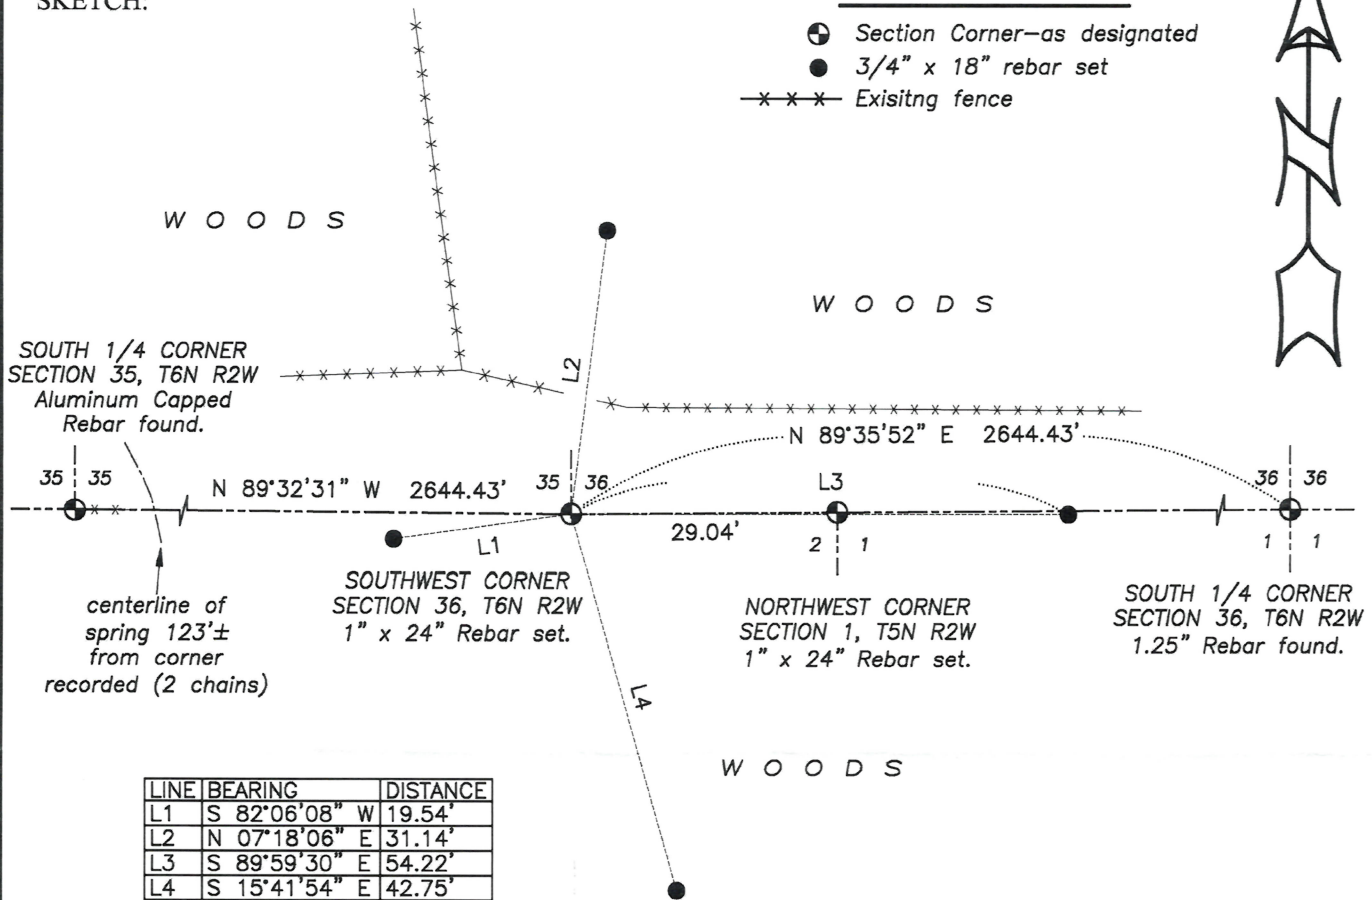 SKETCH:
Section Corner-as designated
3/4" x 18" rebar set
Exisitng fence
W O O D S
W O O D S
SOUTH 1/4 CORNER
SECTION 35, T6N R2W
Aluminum Capped
Rebar found.
L2
N 89°35'52" E 2644.43'
35 35
N 89°32'31" W 2644.43'
35 36
L3
36 36
L1
29.04'
2 1
1 1
SOUTHWEST CORNER
SECTION 36, T6N R2W
1" x 24" Rebar set.
NORTHWEST CORNER
SECTION 1, T5N R2W
1" x 24" Rebar set.
SOUTH 1/4 CORNER
SECTION 36, T6N R2W
1.25" Rebar found.
centerline of
spring 123'±
from corner
recorded (2 chains)
L4
W O O D S
LINE BEARING DISTANCE
L1 S 82°06'08" W 19.54'
L2 N 07°18'06" E 31.14'
L3 S 89°59'30" E 54.22'
L4 S 15°41'54" E 42.75'
N